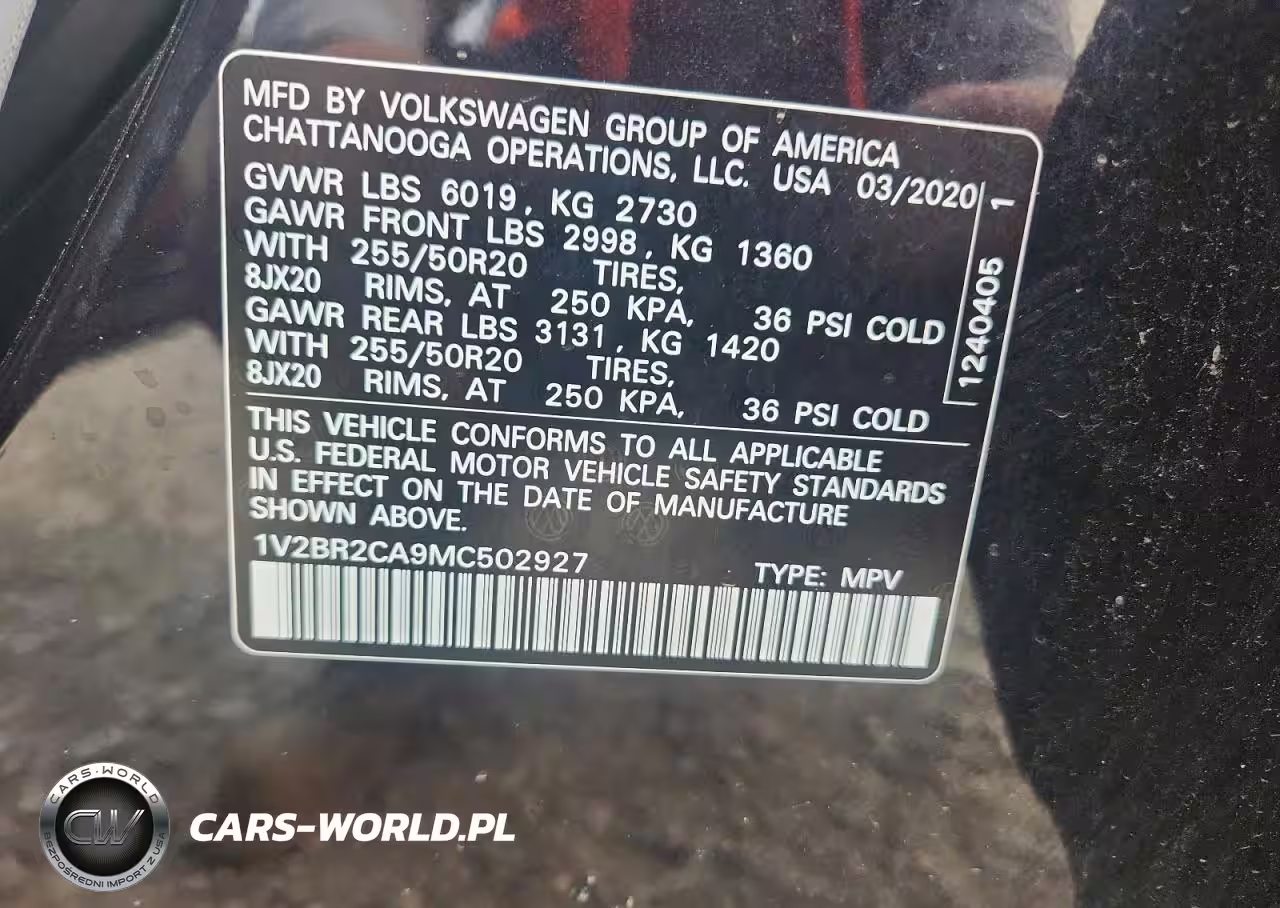 MFD BY VOLKSWAGEN GROUP OF AMERICA
CHATTANOOGA OPERATIONS, LLC. USA 03/2020
GVWR LBS 6019, KG 2730
GAWR FRONT LBS 2998, KG 1360
WITH 255/50R20 TIRES,
8JX20 RIMS, AT 250 KPA, 36 PSI COLD
GAWR REAR LBS 3131, KG 1420
WITH 255/50R20 TIRES,
8JX20 RIMS, AT 250 KPA, 36 PSI COLD
1240405 1
THIS VEHICLE CONFORMS TO ALL APPLICABLE
U.S. FEDERAL MOTOR VEHICLE SAFETY STANDARDS
IN EFFECT ON THE DATE OF MANUFACTURE
SHOWN ABOVE.
1V2BR2CA9MC502927 TYPE: MPV
CARS-WORLD
CW
BEZPOŚREDNI IMPORT Z USA
CARS-WORLD.PL